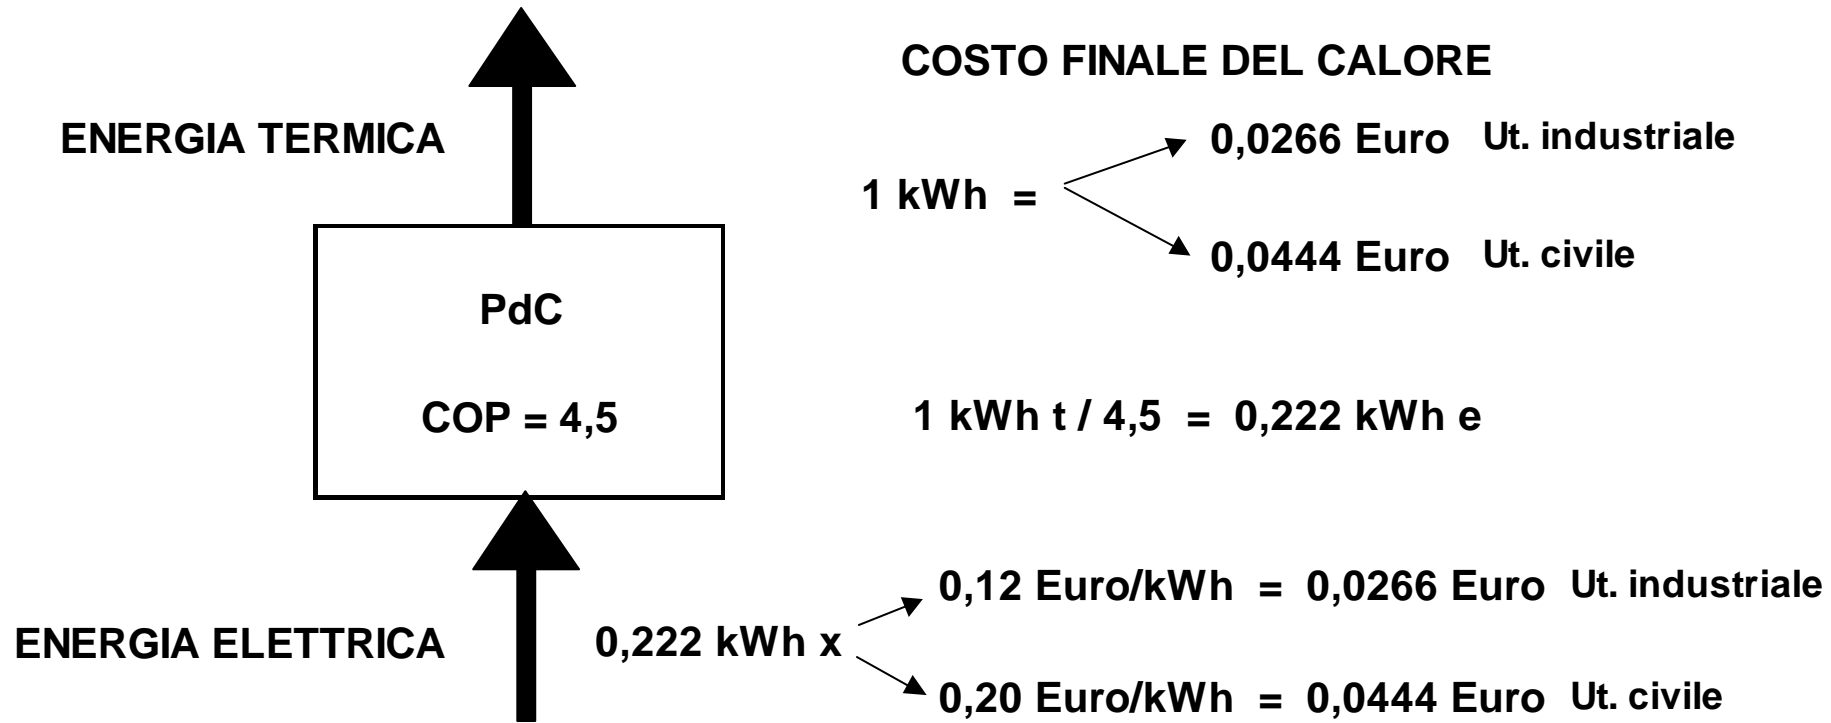 COSTO FINALE DEL CALORE
ENERGIA TERMICA
0,0266 Euro Ut. industriale
1 kWh =
0,0444 Euro Ut. civile
PdC
COP = 4,5
1 kWh t / 4,5 = 0,222 kWh e
0,12 Euro/kWh = 0,0266 Euro Ut. industriale
ENERGIA ELETTRICA
0,222 kWh x
0,20 Euro/kWh = 0,0444 Euro Ut. civile